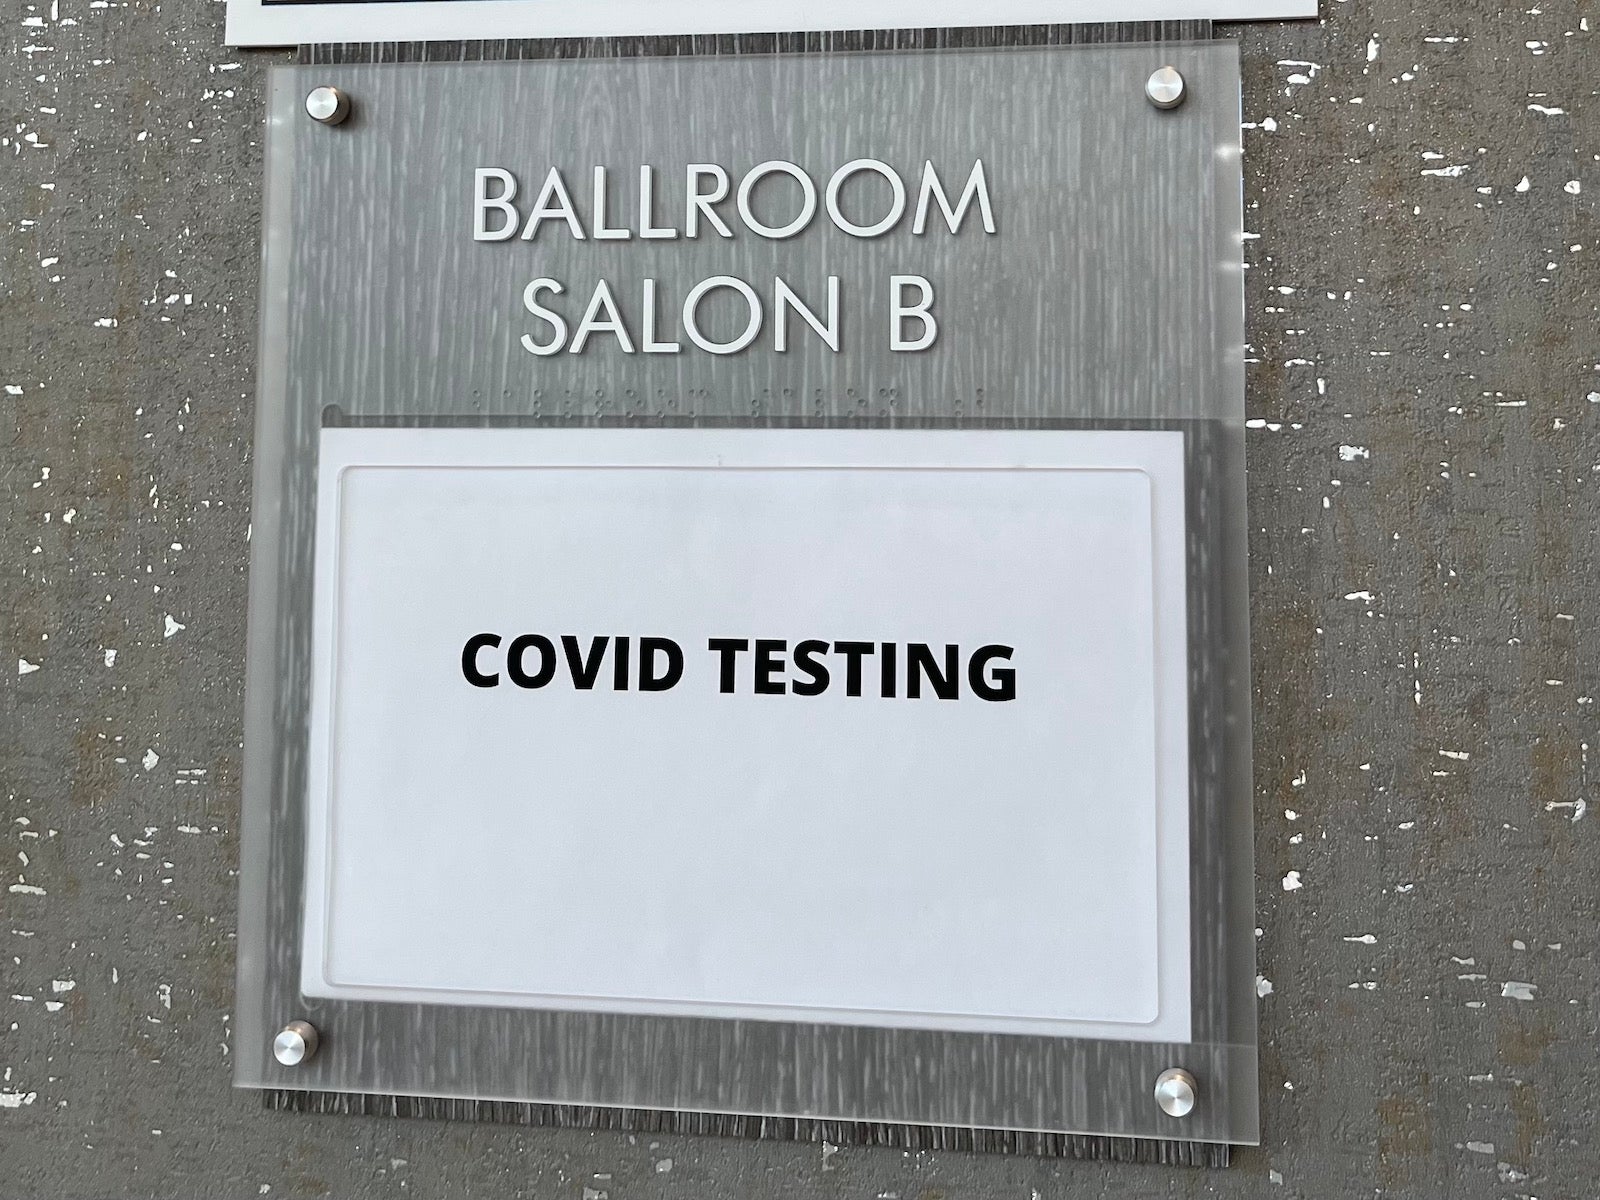 BALLROOM
SALON B
COVID TESTING